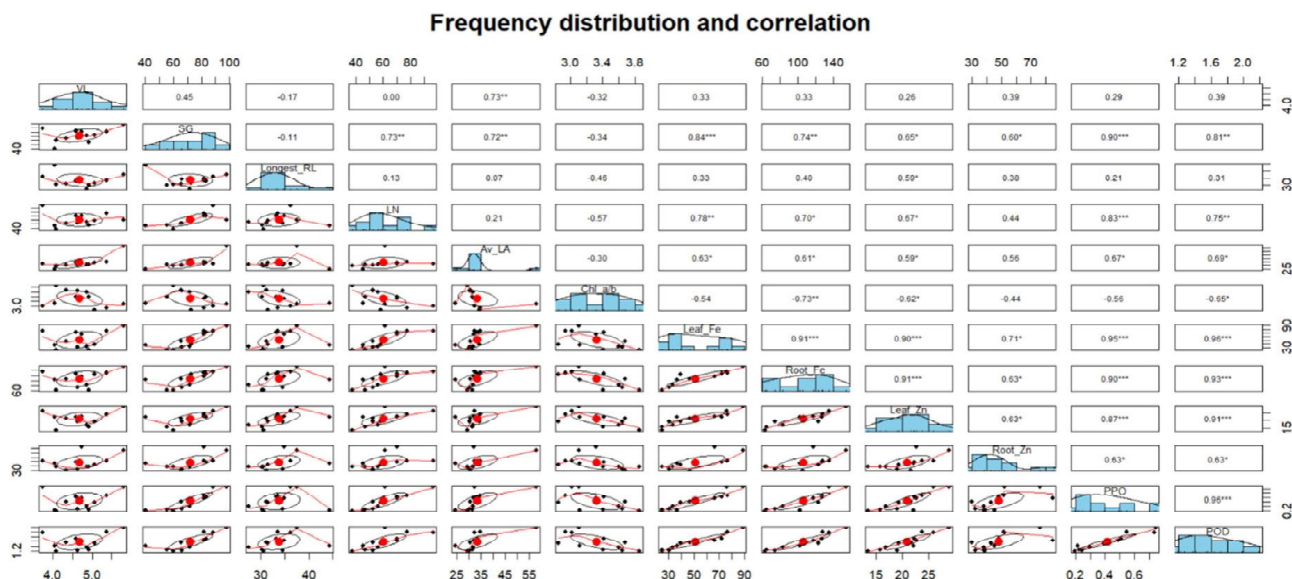 Frequency distribution and correlation
40 60 80 100 40 60 80 3.0 3.4 3.8 60 100 140 30 40 60 80 1.2 1.6 2.0
VL 0.45 -0.17 0.00 0.73** -0.32 0.33 0.33 0.26 0.39 0.29 0.39 4.0
40 SG -0.11 0.73** 0.72** -0.34 0.84*** 0.74** 0.65* 0.60* 0.90*** 0.81**
Longest_RL 0.13 0.07 -0.46 0.33 0.40 0.59* 0.30 0.21 0.31 30
40 LN 0.21 -0.57 0.78** 0.70* 0.67* 0.44 0.83*** 0.75**
Av_LA -0.30 0.63* 0.61* 0.59* 0.56 0.67* 0.69* 25
3.0 Chl_a/b -0.54 -0.73** -0.62* -0.44 -0.56 -0.65*
Leaf_Fe 0.91*** 0.90*** 0.71* 0.95*** 0.96*** 30 90
60 Root_Fe 0.91*** 0.63* 0.90*** 0.93***
Leaf_Zn 0.63* 0.87*** 0.91*** 15
30 Root_Zn 0.63* 0.63*
PPO 0.96*** 0.2
1.2 POD
4.0 5.0 30 40 25 35 45 55 30 50 70 90 15 20 25 0.2 0.4 0.6